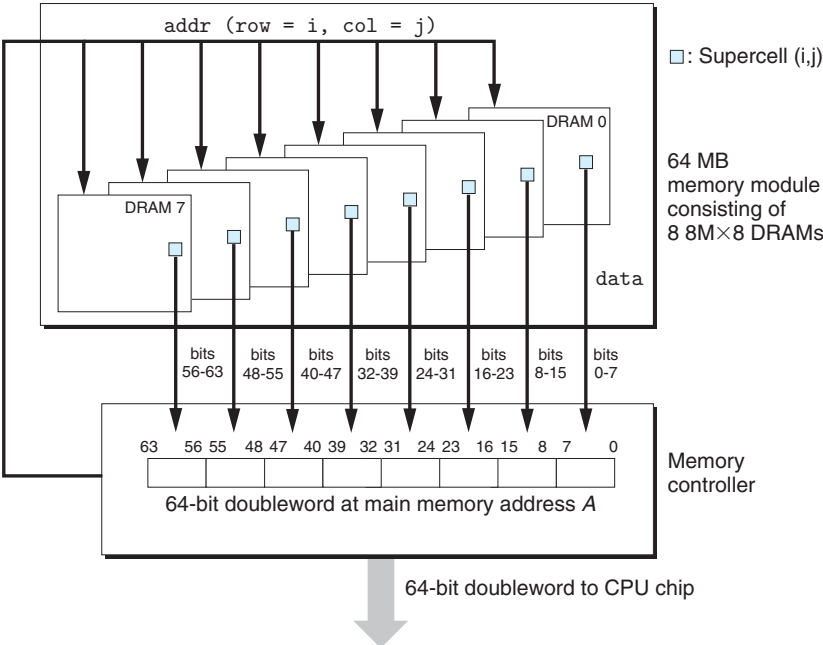 addr (row = i, col = j)
: Supercell (i,j)
DRAM 0
64 MB
memory module
consisting of
8 8M×8 DRAMs
DRAM 7
data
bits
56-63
bits
48-55
bits
40-47
bits
32-39
bits
24-31
bits
16-23
bits
8-15
bits
0-7
63 56 55 48 47 40 39 32 31 24 23 16 15 8 7 0
64-bit doubleword at main memory address A
Memory
controller
64-bit doubleword to CPU chip